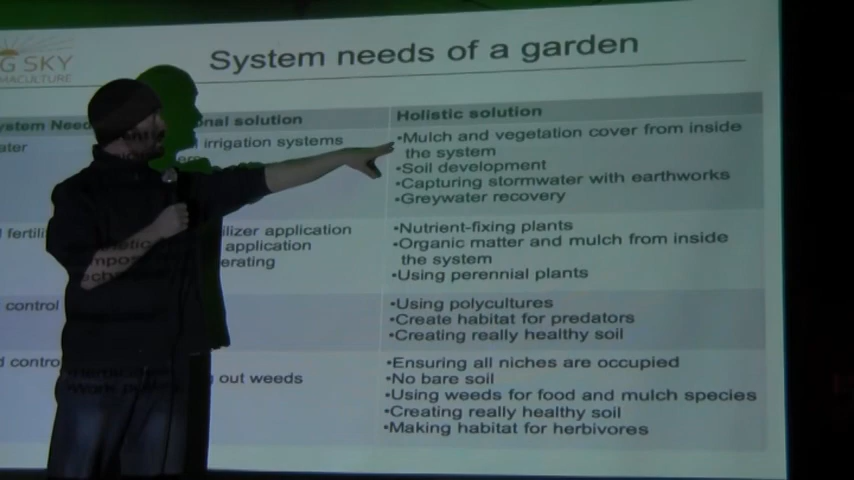 G SKY
MACULTURE
System needs of a garden
ystem Need
nal solution
Holistic solution
ater
irrigation systems
•Mulch and vegetation cover from inside
the system
•Soil development
•Capturing stormwater with earthworks
•Greywater recovery
fertili
ilizer application
application
erating
•Nutrient-fixing plants
•Organic matter and mulch from inside
the system
•Using perennial plants
control
•Using polycultures
•Create habitat for predators
•Creating really healthy soil
d contro
out weeds
•Ensuring all niches are occupied
•No bare soil
•Using weeds for food and mulch species
•Creating really healthy soil
•Making habitat for herbivores